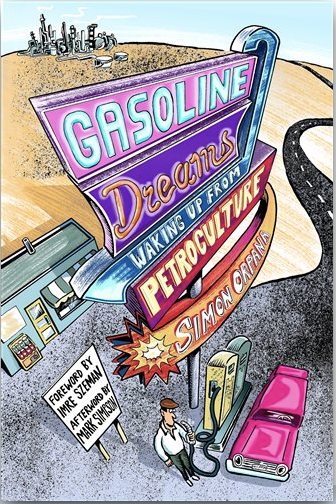 GASOLINE
Dreams
WAKING UP FROM
PETROCULTURE
SIMON ORPANA
FOREWORD BY
IMRE SZEMAN
AFTERWORD BY
MARK SIMPSON